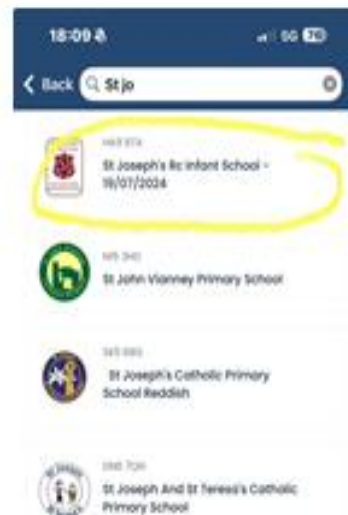 18:09
5G 76
Back
St jo
St Joseph's Rc Infant School -
19/07/2024
St John Vianney Primary School
St Joseph's Catholic Primary
School Reddish
St Joseph And St Teresa's Catholic
Primary School